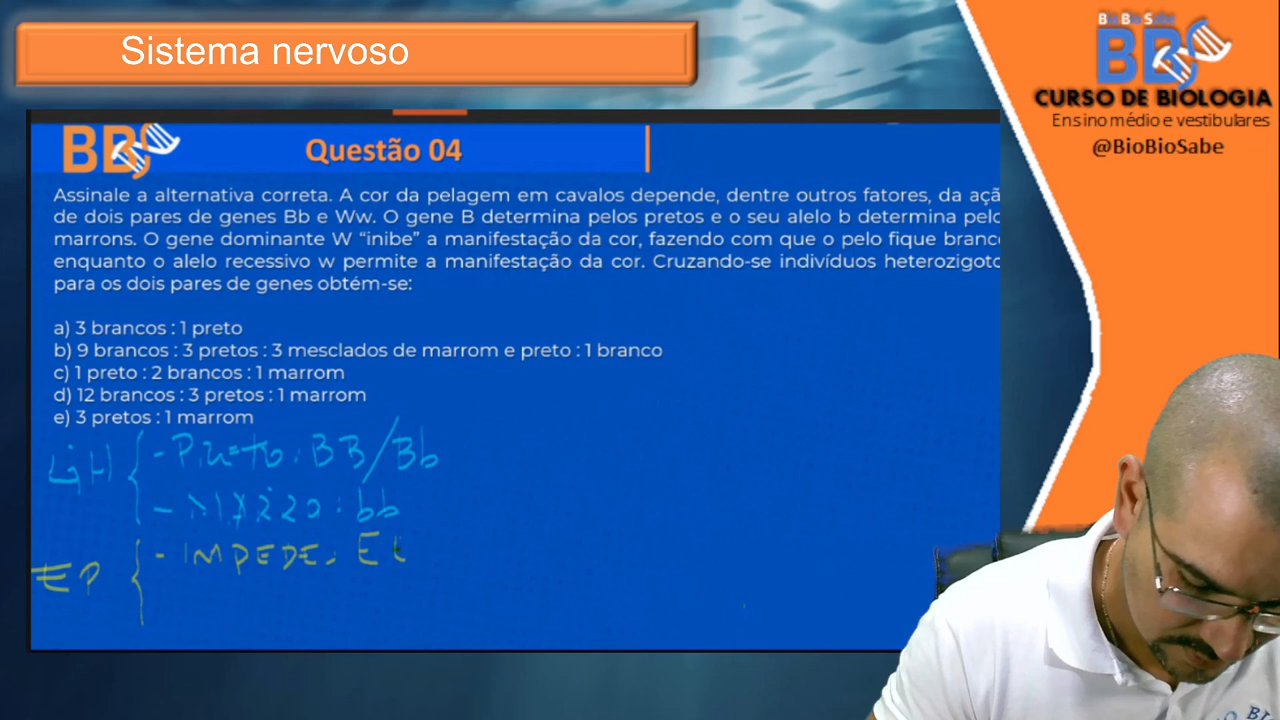 Sistema nervoso
Bio Bio Sabe
BBS
CURSO DE BIOLOGIA
Ensino médio e vestibulares
@BioBioSabe
BBS
Questão 04
Assinale a alternativa correta. A cor da pelagem em cavalos depende, dentre outros fatores, da açã
de dois pares de genes Bb e Ww. O gene B determina pelos pretos e o seu alelo b determina pelo
marrons. O gene dominante W “inibe” a manifestação da cor, fazendo com que o pelo fique branco
enquanto o alelo recessivo w permite a manifestação da cor. Cruzando-se indivíduos heterozigoto
para os dois pares de genes obtém-se:
a) 3 brancos : 1 preto
b) 9 brancos : 3 pretos : 3 mesclados de marrom e preto : 1 branco
c) 1 preto : 2 brancos : 1 marrom
d) 12 brancos : 3 pretos : 1 marrom
e) 3 pretos : 1 marrom
- Preto: BB/Bb
bb
EP - IMPEDE: